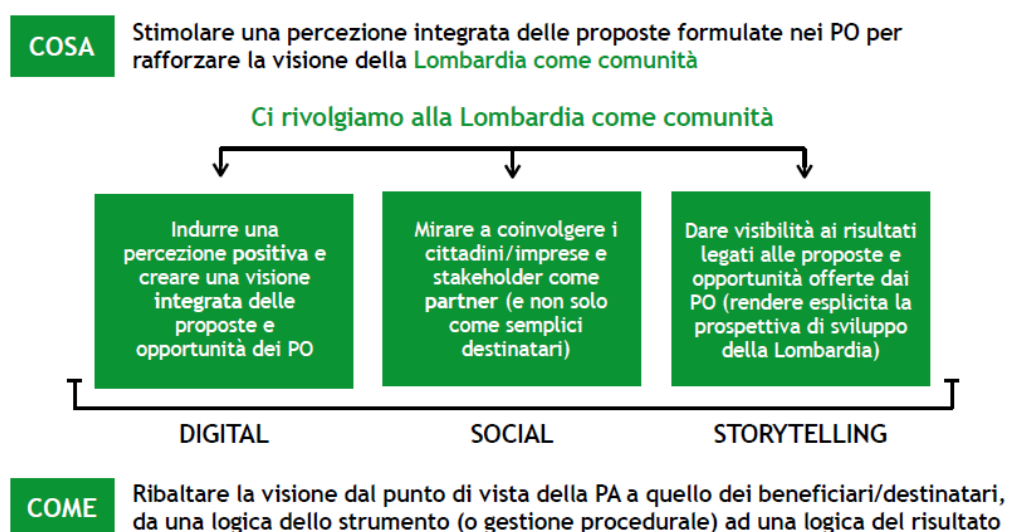 COSA
Stimolare una percezione integrata delle proposte formulate nei PO per
rafforzare la visione della Lombardia come comunità
Ci rivolgiamo alla Lombardia come comunità
Indurre una
percezione positiva e
creare una visione
integrata delle
proposte e
opportunità dei PO
Mirare a coinvolgere i
cittadini/imprese e
stakeholder come
partner (e non solo
come semplici
destinatari)
Dare visibilità ai risultati
legati alle proposte e
opportunità offerte dai
PO (rendere esplicita la
prospettiva di sviluppo
della Lombardia)
DIGITAL
SOCIAL
STORYTELLING
COME
Ribaltare la visione dal punto di vista della PA a quello dei beneficiari/destinatari,
da una logica dello strumento (o gestione procedurale) ad una logica del risultato